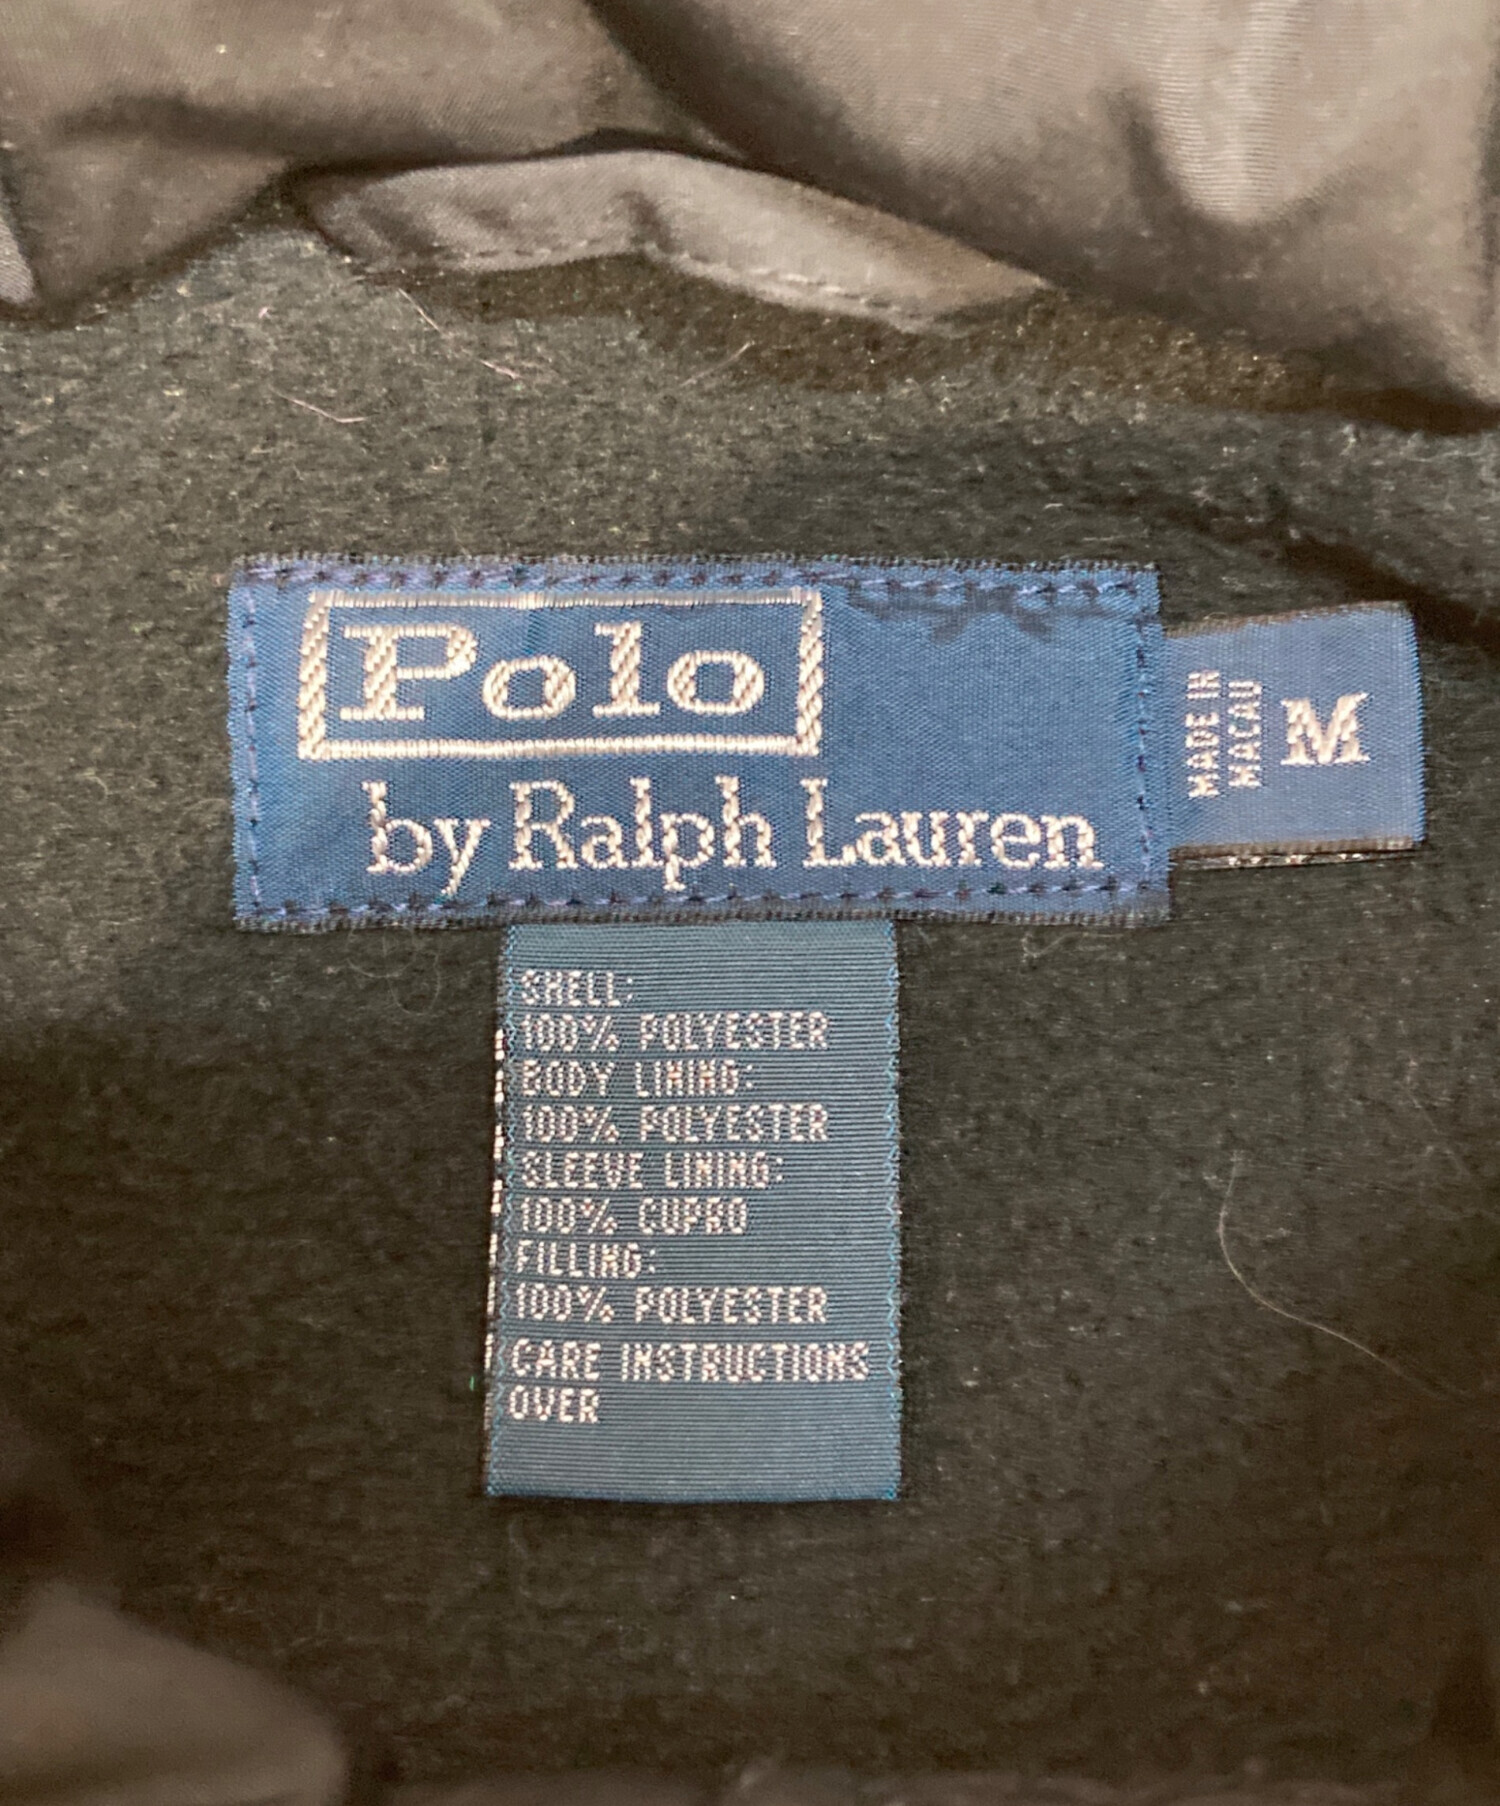 Polo
by Ralph Lauren
MADE IN
MACAU
M
SHELL:
100% POLYESTER
BODY LINING:
100% POLYESTER
SLEEVE LINING:
100% CUPRO
FILLING:
100% POLYESTER
CARE INSTRUCTIONS
OVER